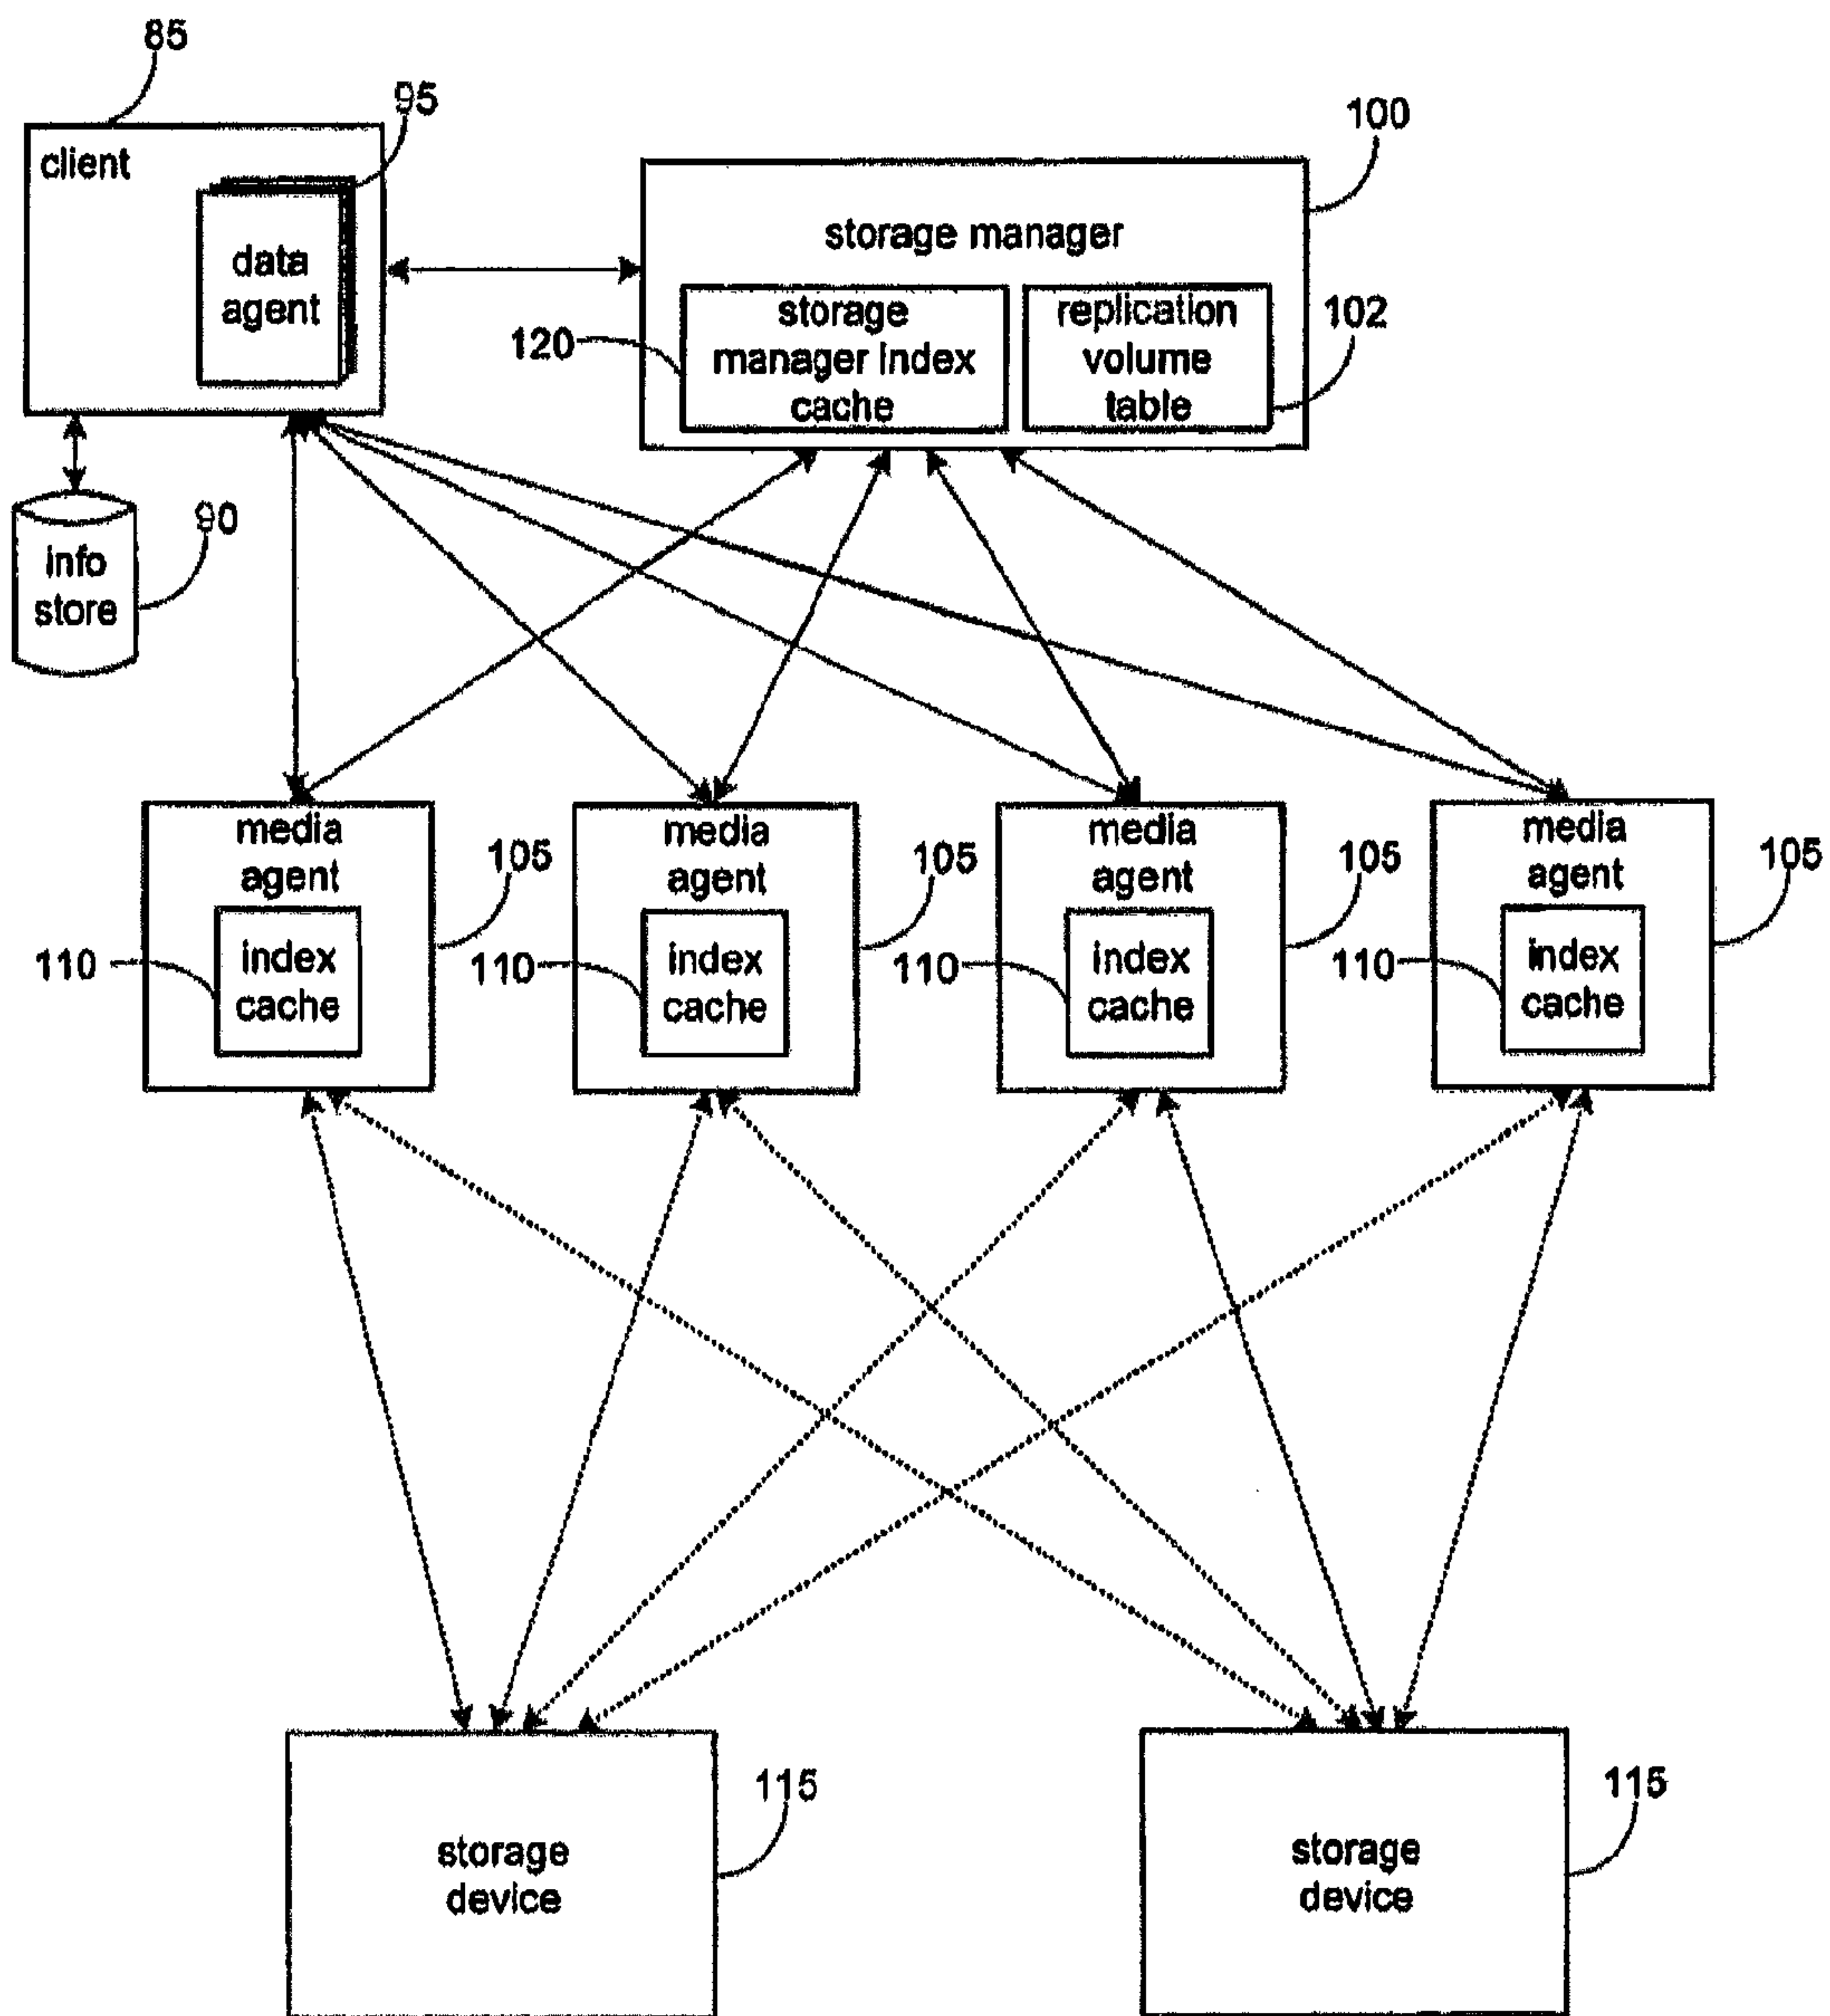 85
95
100
client
storage manager
data
agent
storage
manager index
cache
replication
volume
table
120
102
90
info
store
media
agent
105
media
agent
105
media
agent
105
media
agent
105
110
index
cache
110
index
cache
110
index
cache
110
index
cache
115
115
storage
device
storage
device